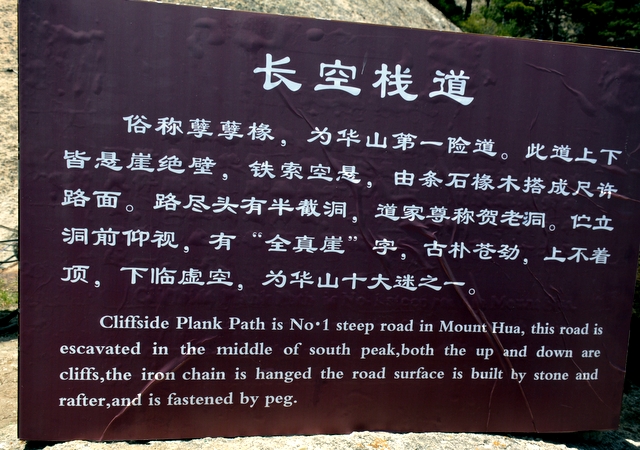 长空栈道
俗称孽孽椽，为华山第一险道。此道上下
皆悬崖绝壁，铁索空悬，由条石椽木搭成尺许
路面。路尽头有半截洞，道家尊称贺老洞。伫立
洞前仰视，有“全真崖”字，古朴苍劲，上不着
顶，下临虚空，为华山十大迷之一。
Cliffside Plank Path is No·1 steep road in Mount Hua, this road is
escavated in the middle of south peak,both the up and down are
cliffs,the iron chain is hanged the road surface is built by stone and
rafter,and is fastened by peg.